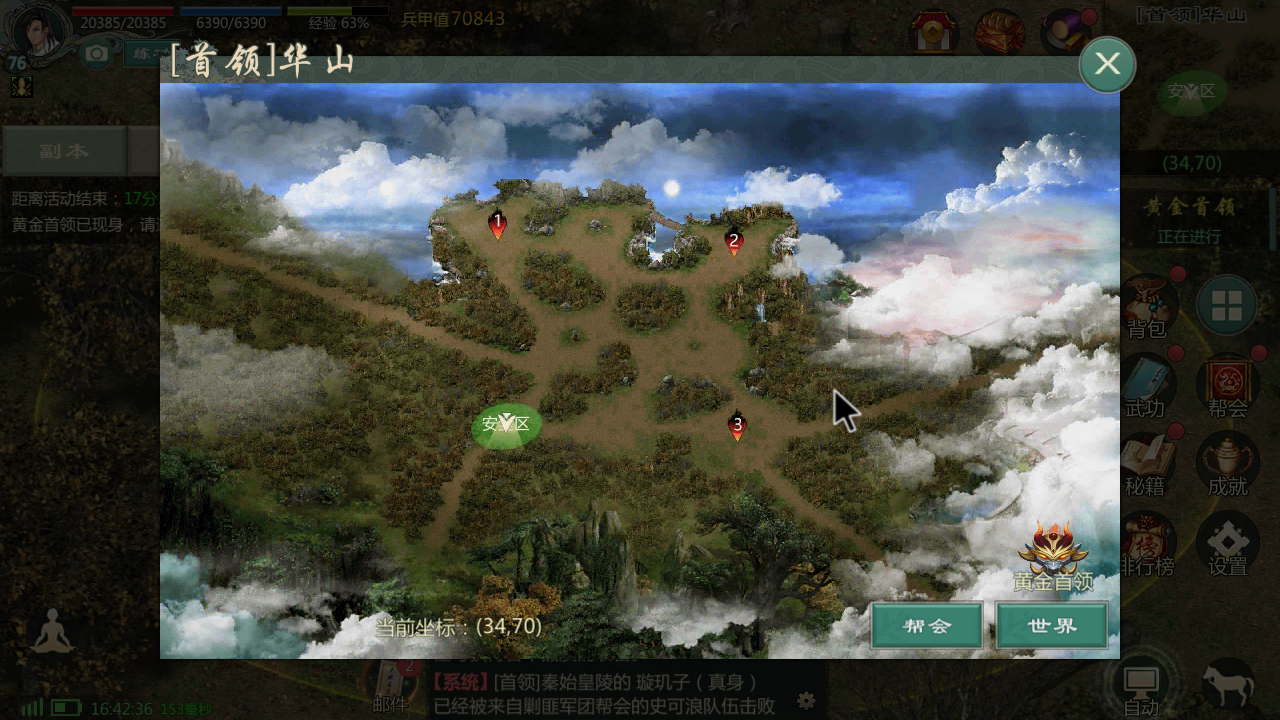 20385/20385
6390/6390
经验 63%
兵甲值70843
76
[首领]华山
[首领]华山
安 区
副本
(34,70)
距离活动结束：17分
黄金首领已现身，请
黄金首领
正在进行
1
2
3
安 区
背包
武功
帮会
秘籍
成就
排行榜
设置
黄金首领
当前坐标：(34,70)
帮会
世界
2
邮件
【系统】[首领]秦始皇陵的 璇玑子（真身）
已经被来自剿匪军团帮会的史可浪队伍击败
自动
16:42:36
153毫秒